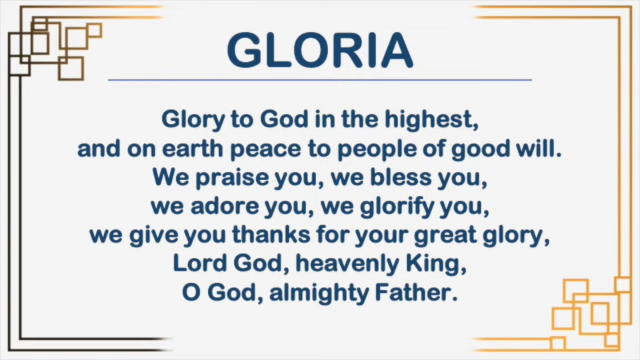 GLORIA
Glory to God in the highest,
and on earth peace to people of good will.
We praise you, we bless you,
we adore you, we glorify you,
we give you thanks for your great glory,
Lord God, heavenly King,
O God, almighty Father.